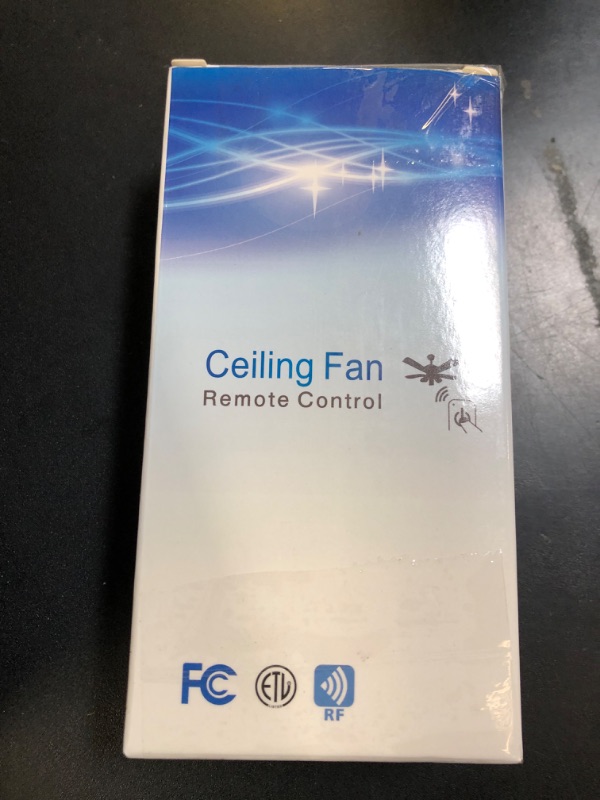 Ceiling Fan
Remote Control
FC ETL RF